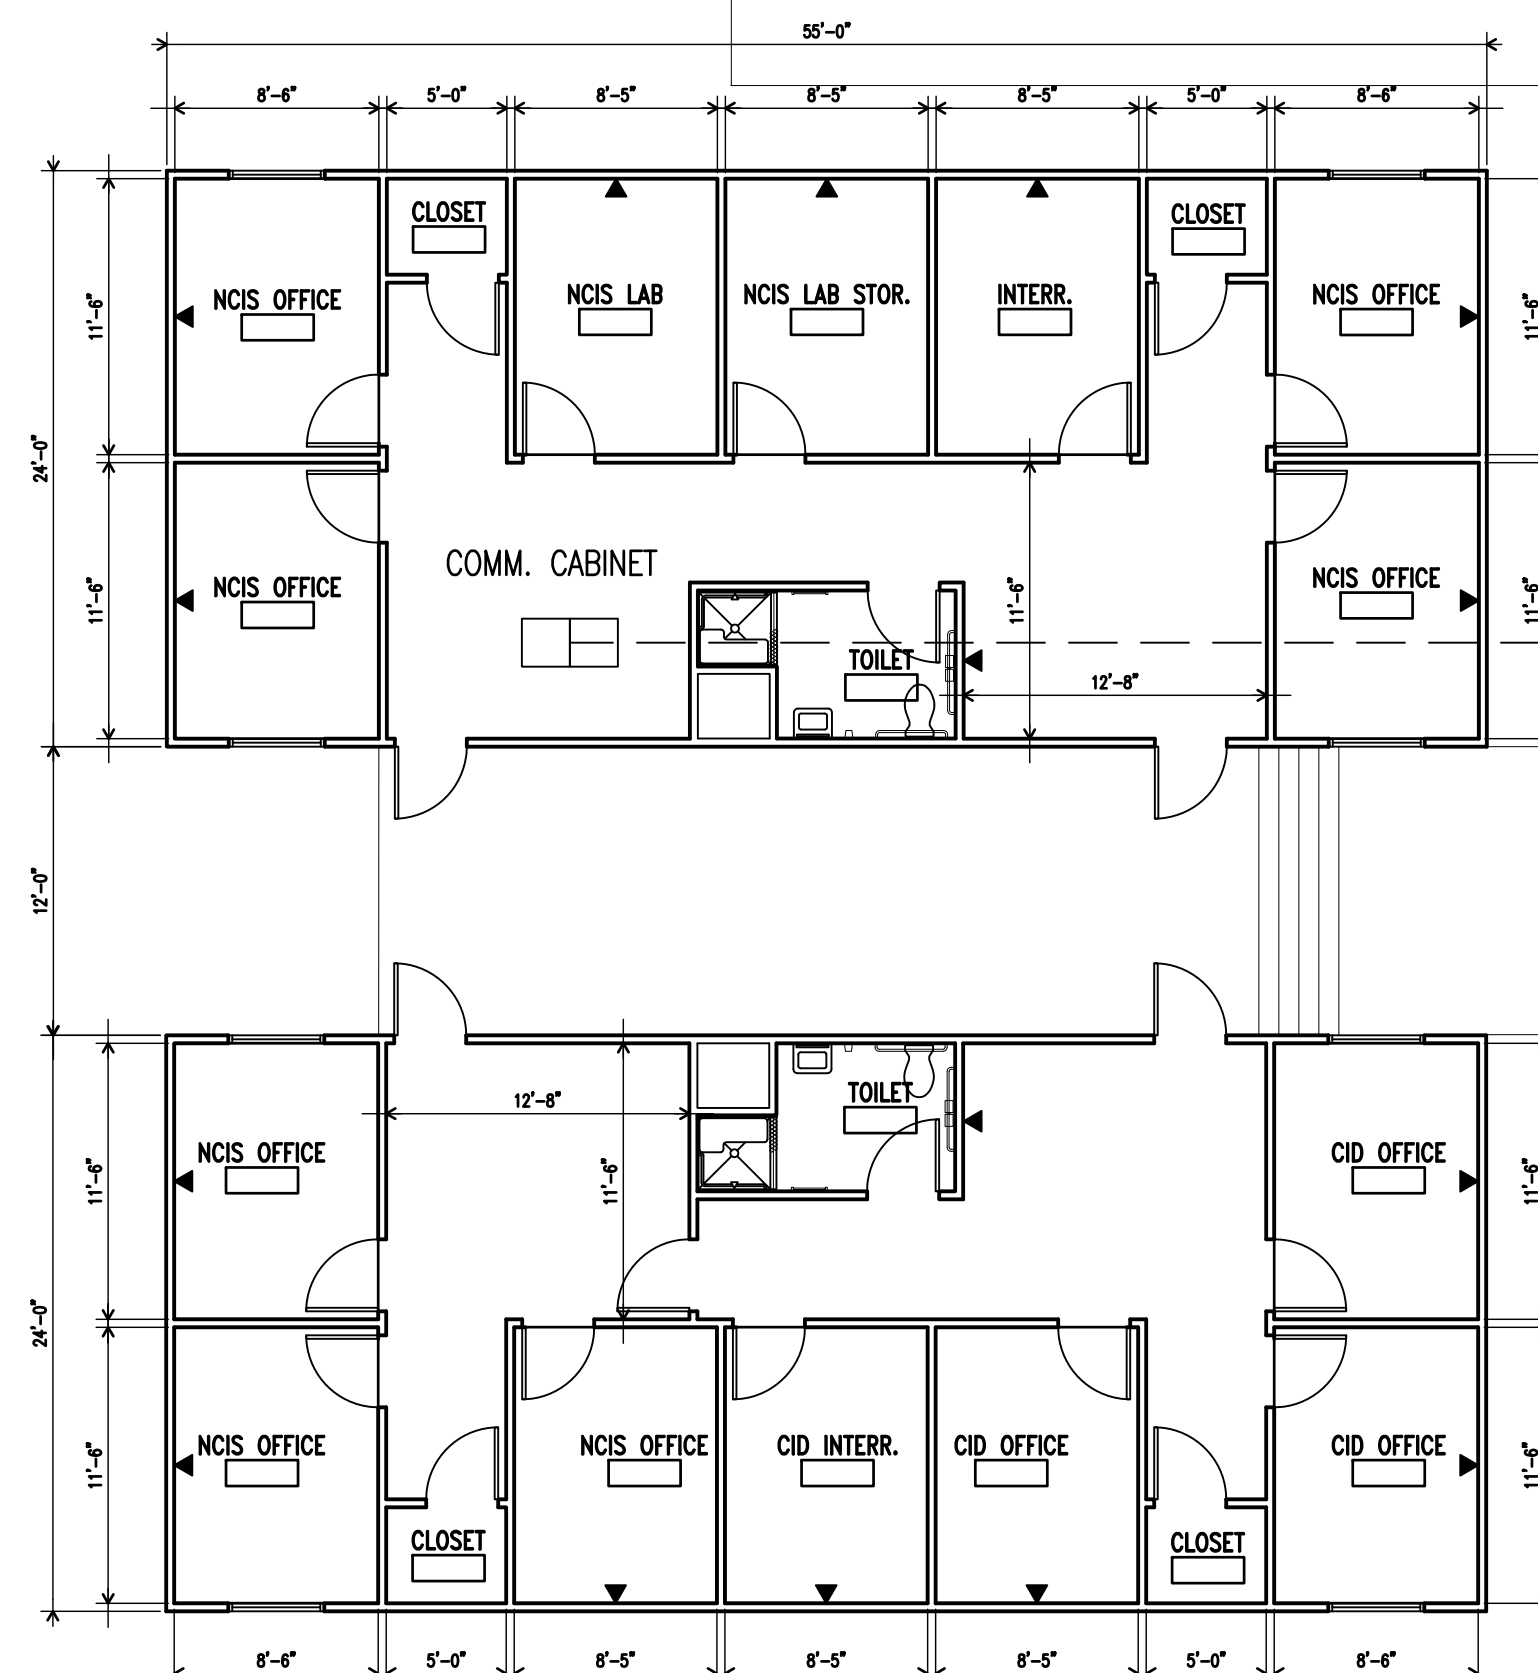 55'-0"
8'-6" 5'-0" 8'-5" 8'-5" 8'-5" 5'-0" 8'-6"
CLOSET CLOSET
NCIS OFFICE NCIS LAB NCIS LAB STOR. INTERR. NCIS OFFICE
11'-6" 11'-6"
24'-0"
COMM. CABINET
NCIS OFFICE NCIS OFFICE
11'-6" 11'-6" 11'-6"
TOILET
12'-8"
12'-0"
TOILET
12'-8"
NCIS OFFICE CID OFFICE
11'-6" 11'-6" 11'-6"
24'-0"
NCIS OFFICE NCIS OFFICE CID INTERR. CID OFFICE CID OFFICE
11'-6" 11'-6"
CLOSET CLOSET
8'-6" 5'-0" 8'-5" 8'-5" 8'-5" 5'-0" 8'-6"